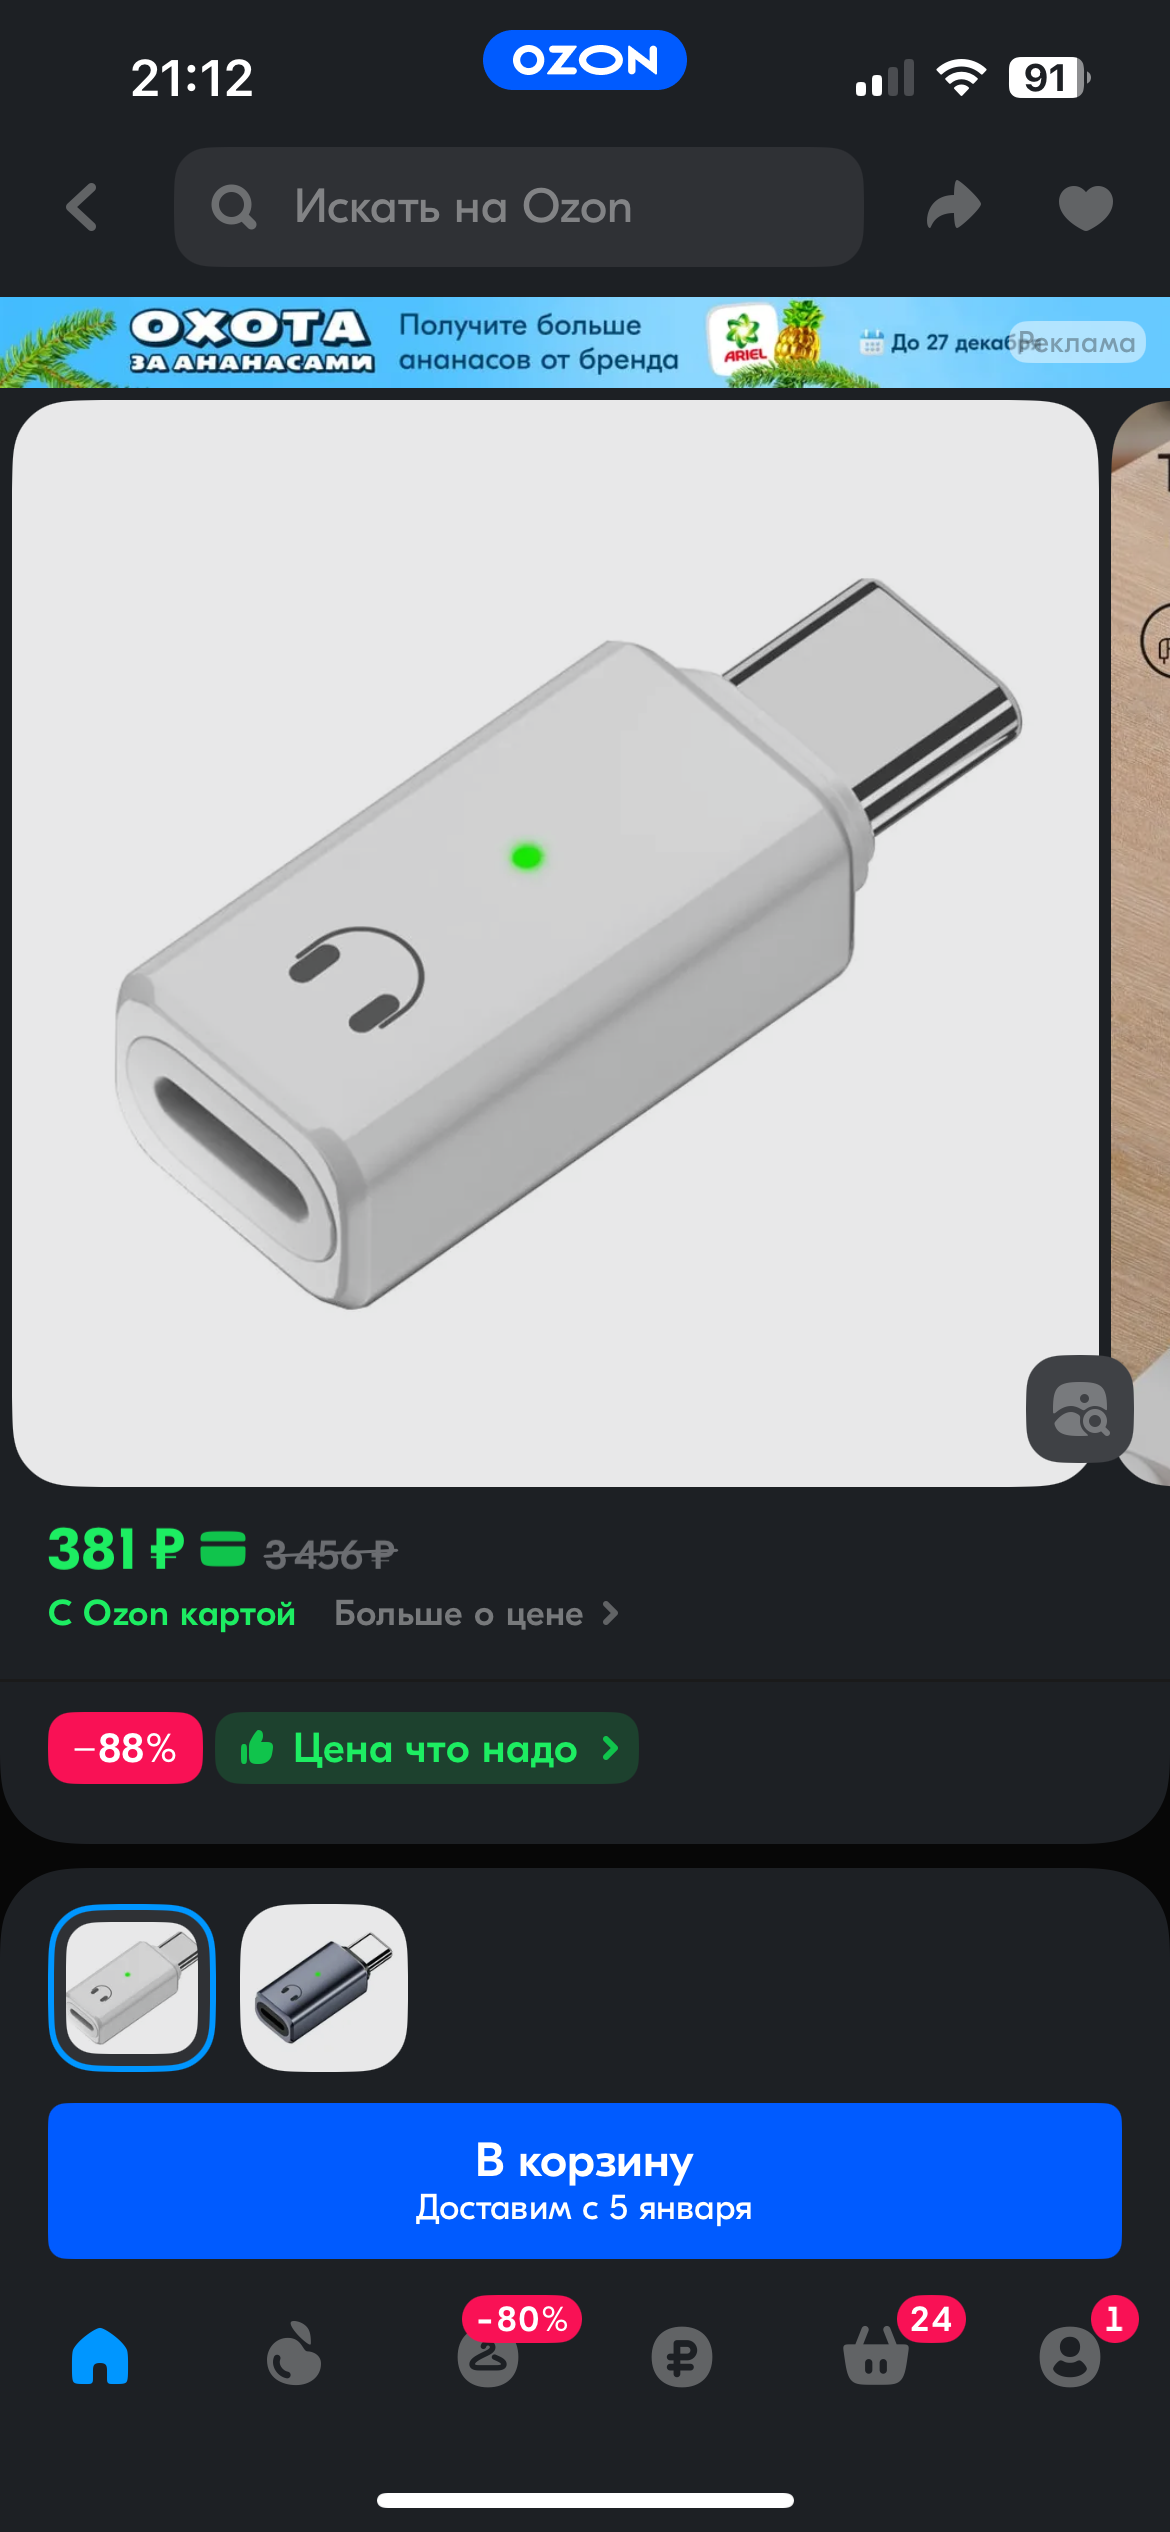 21:12
OZON
91
Искать на Ozon
ОХОТА
ЗА АНАНАСАМИ
Получите больше
ананасов от бренда
ARIEL
До 27 декабря
Реклама
381 ₽ 3 456 ₽
С Ozon картой Больше о цене
−88%
Цена что надо
В корзину
Доставим с 5 января
-80%
24
1